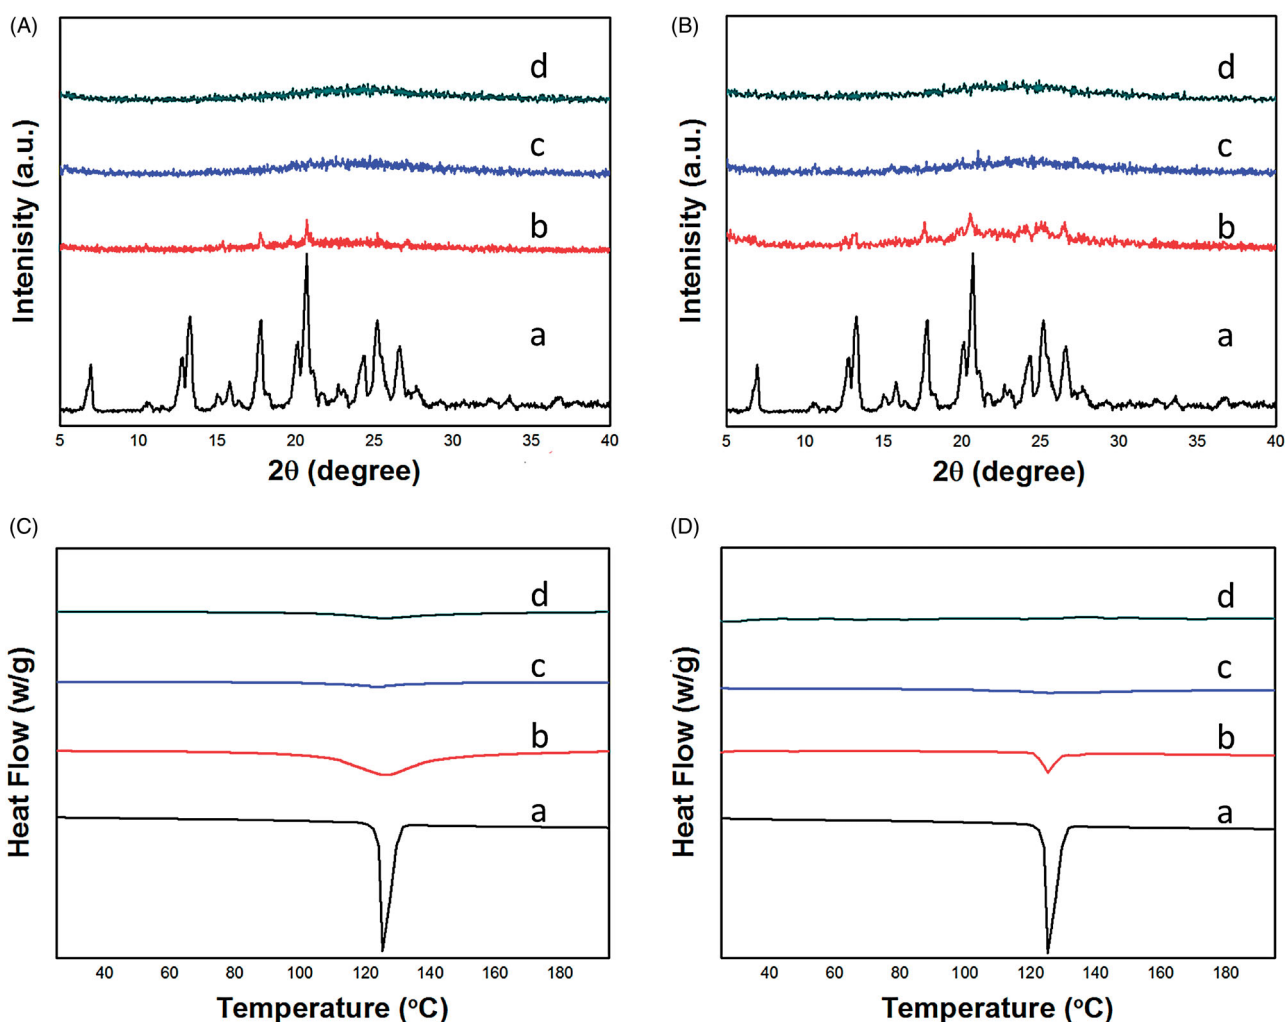 (A)
d
c
b
a
Intenisity (a.u.)
5 10 15 20 25 30 35 40
2θ (degree)
(B)
d
c
b
a
Intenisity (a.u.)
5 10 15 20 25 30 35 40
2θ (degree)
(C)
d
c
b
a
Heat Flow (w/g)
40 60 80 100 120 140 160 180
Temperature (ºC)
(D)
d
c
b
a
Heat Flow (w/g)
40 60 80 100 120 140 160 180
Temperature (ºC)